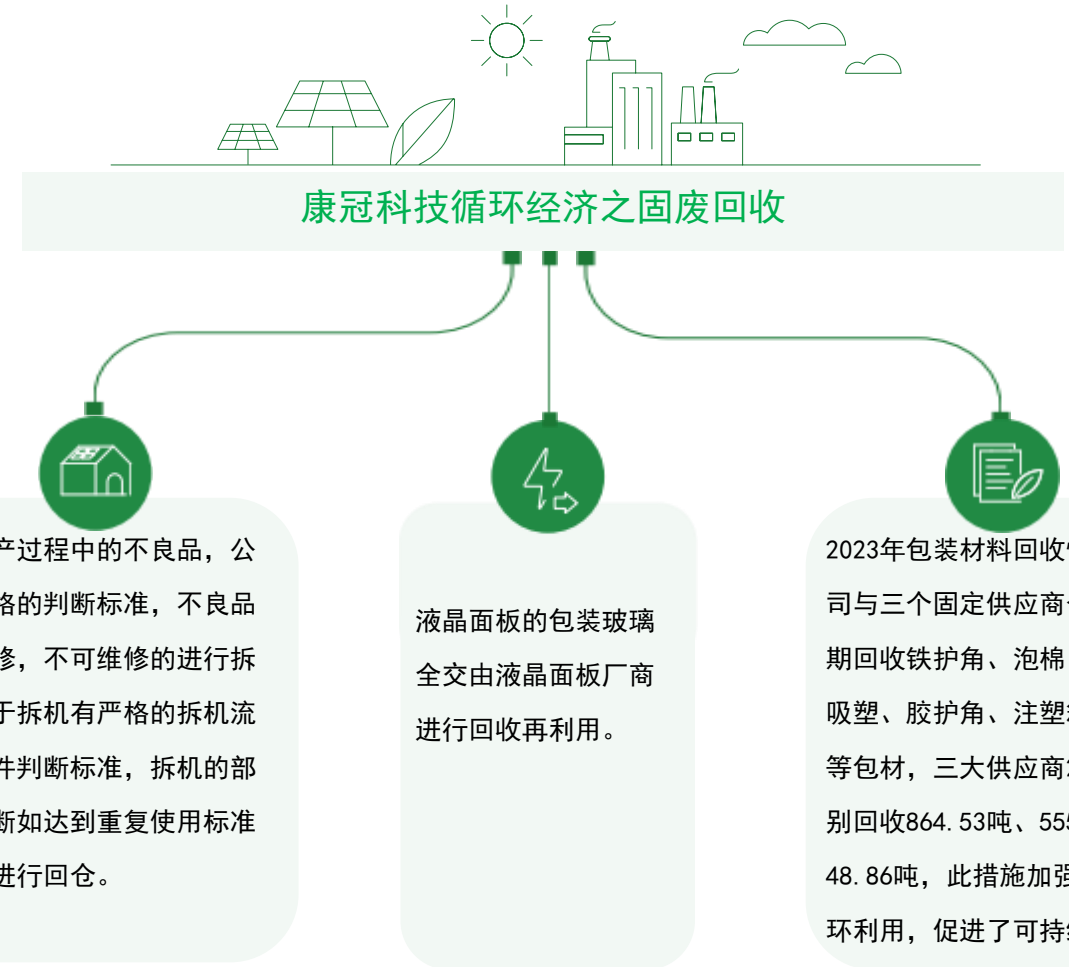 康冠科技循环经济之固废回收
产过程中的不良品，公
格的判断标准，不良品
修，不可维修的进行拆
于拆机有严格的拆机流
件判断标准，拆机的部
断如达到重复使用标准
进行回仓。
液晶面板的包装玻璃
全交由液晶面板厂商
进行回收再利用。
2023年包装材料回收
司与三个固定供应商
期回收铁护角、泡棉
吸塑、胶护角、注塑
等包材，三大供应商
别回收864.53吨、555
48.86吨，此措施加强
环利用，促进了可持